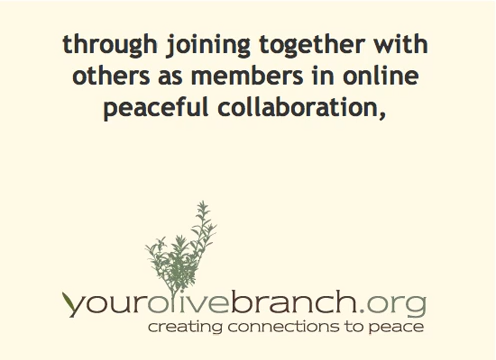 through joining together with
others as members in online
peaceful collaboration,
yourolivebranch.org
creating connections to peace